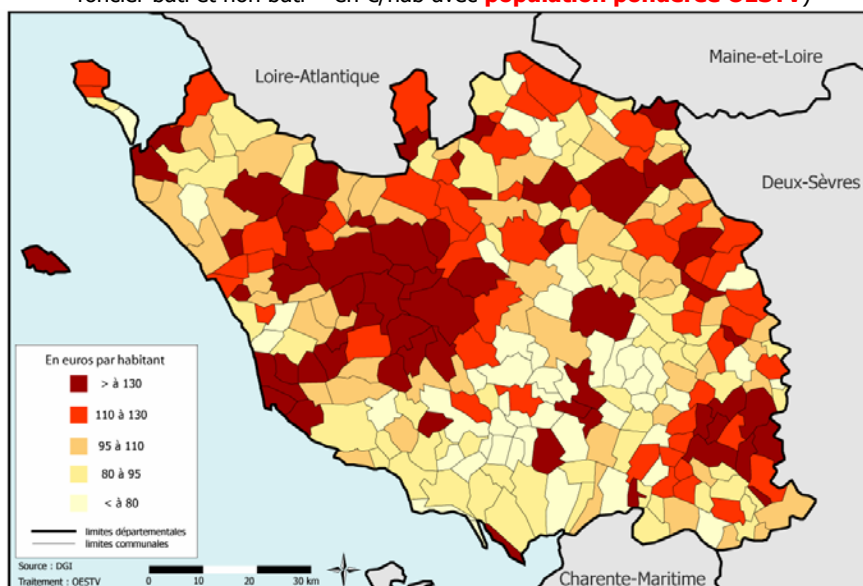 foncier bâti et non bâti – en €/hab avec population pondérée OESTV)
Maine-et-Loire
Loire-Atlantique
Deux-Sèvres
En euros par habitant
> à 130
110 à 130
95 à 110
80 à 95
< à 80
limites départementales
limites communales
Source : DGI
Traitement : OESTV
0 10 20 30 km
Charente-Maritime